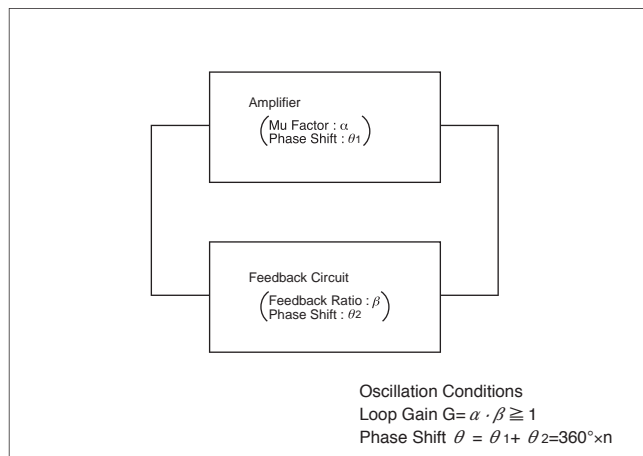 Amplifier
(Mu Factor : α
Phase Shift : θ1)
Feedback Circuit
(Feedback Ratio : β
Phase Shift : θ2)
Oscillation Conditions
Loop Gain G= α · β ≧ 1
Phase Shift θ = θ1+ θ2=360°×n